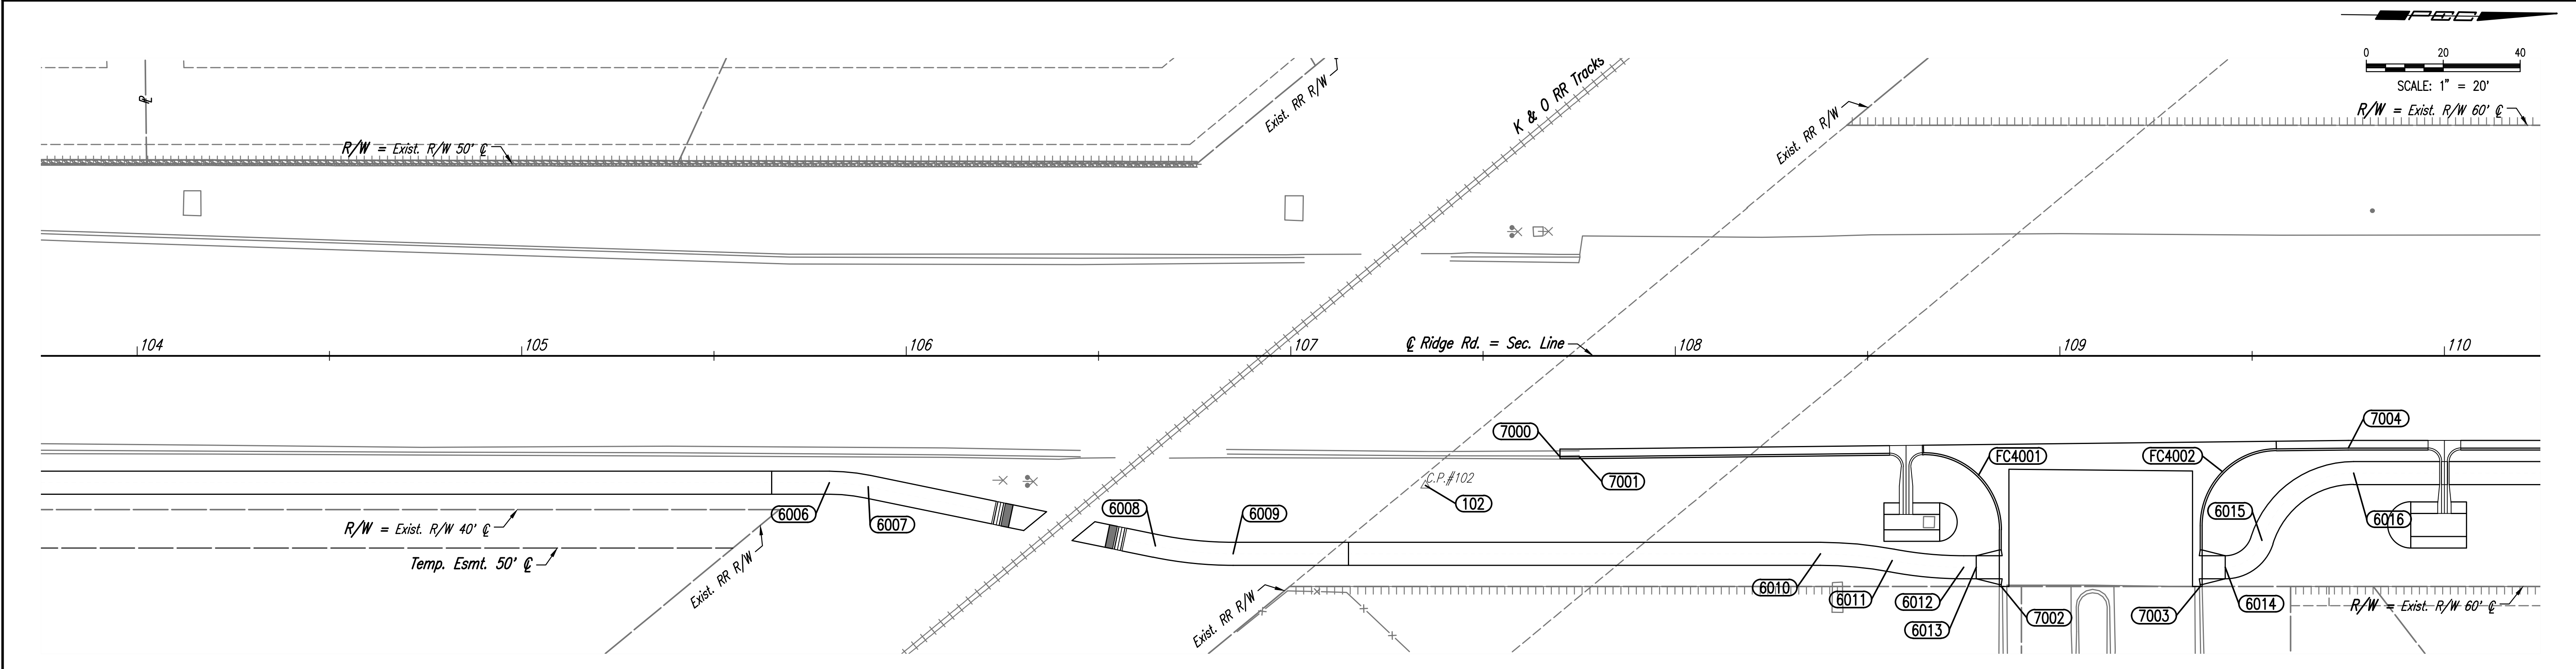 PEC
0 20 40
SCALE: 1" = 20'
R/W = Exist. R/W 60' ℄
K & O RR Tracks
Exist. RR R/W
Exist. RR R/W
℄
R/W = Exist. R/W 50' ℄
104 105 106 107 108 109 110
℄ Ridge Rd. = Sec. Line
7000
7001
7004
FC4001
FC4002
C.P.#102
102
6006
6007
6008
6009
6010
6011
6012
6013
7002
7003
6014
6015
6016
R/W = Exist. R/W 40' ℄
Temp. Esmt. 50' ℄
Exist. RR R/W
Exist. RR R/W
R/W = Exist. R/W 60' ℄